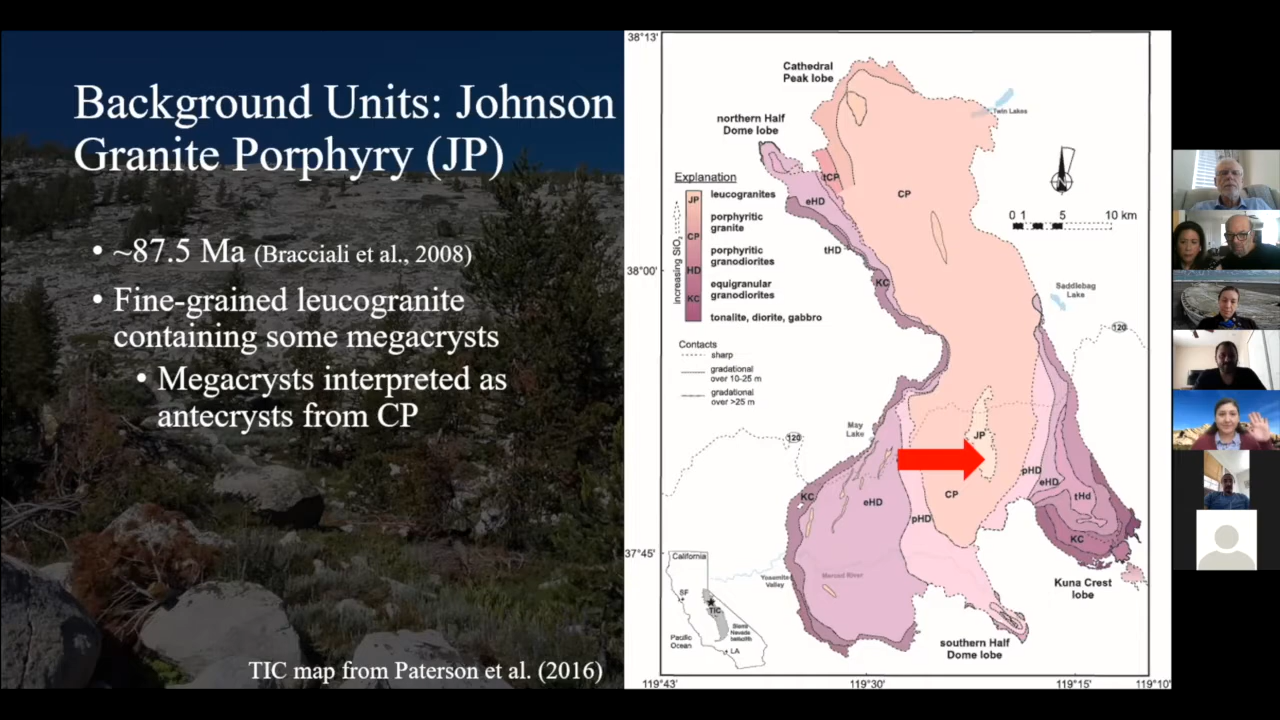 Background Units: Johnson
Granite Porphyry (JP)
• ~87.5 Ma (Bracciali et al., 2008)
• Fine-grained leucogranite
containing some megacrysts
• Megacrysts interpreted as
antecrysts from CP
TIC map from Paterson et al. (2016)
38°13'
Cathedral
Peak lobe
Twin Lakes
northern Half
Dome lobe
Explanation
increasing SiO₂
JP
leucogranites
porphyritic
granite
CP
porphyritic
granodiorites
HD
equigranular
granodiorites
KC
tonalite, diorite, gabbro
Contacts
sharp
gradational
over 10-25 m
gradational
over >25 m
tCP
eHD
CP
tHD
KC
0 1 5 10 km
38°00'
Saddlebag
Lake
120
May
Lake
120
JP
CP
pHD
eHD
tHd
KC
KC
eHD
pHD
37°45'
Yosemite
Valley
Merced River
Kuna Crest
lobe
southern Half
Dome lobe
California
SF
TIC
Sierra
Nevada
batholith
Pacific
Ocean
LA
119°43'
119°30'
119°15'
119°10'